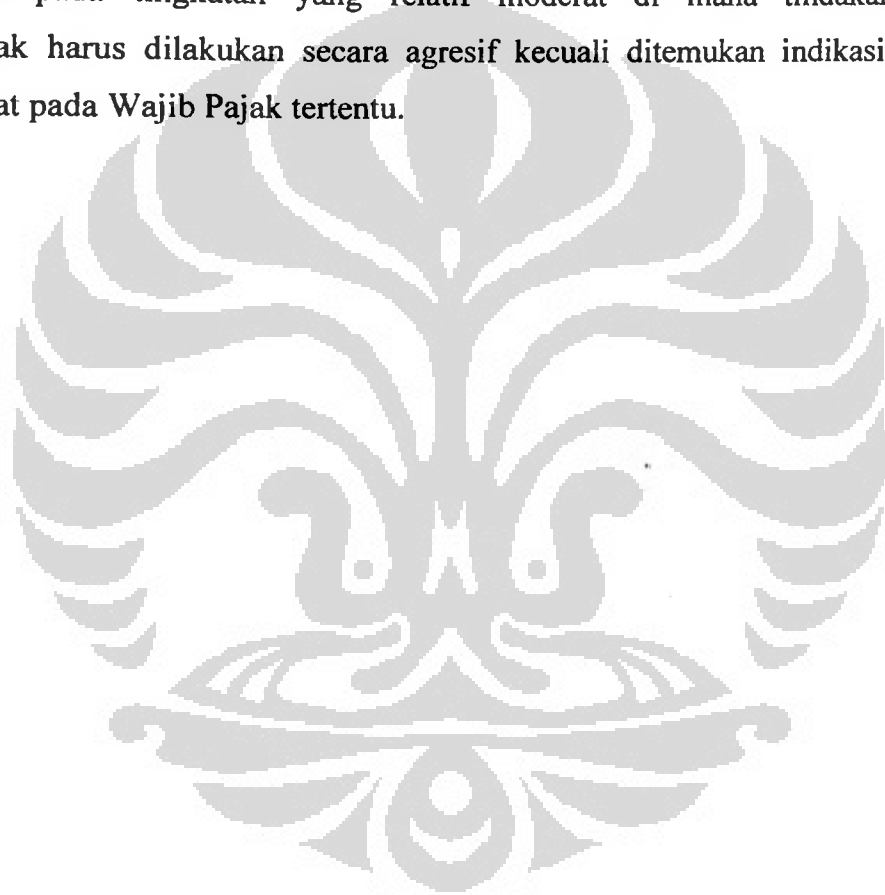 pada tingkatan yang relatif moderat di mana tindakan
ak harus dilakukan secara agresif kecuali ditemukan indikasi
at pada Wajib Pajak tertentu.